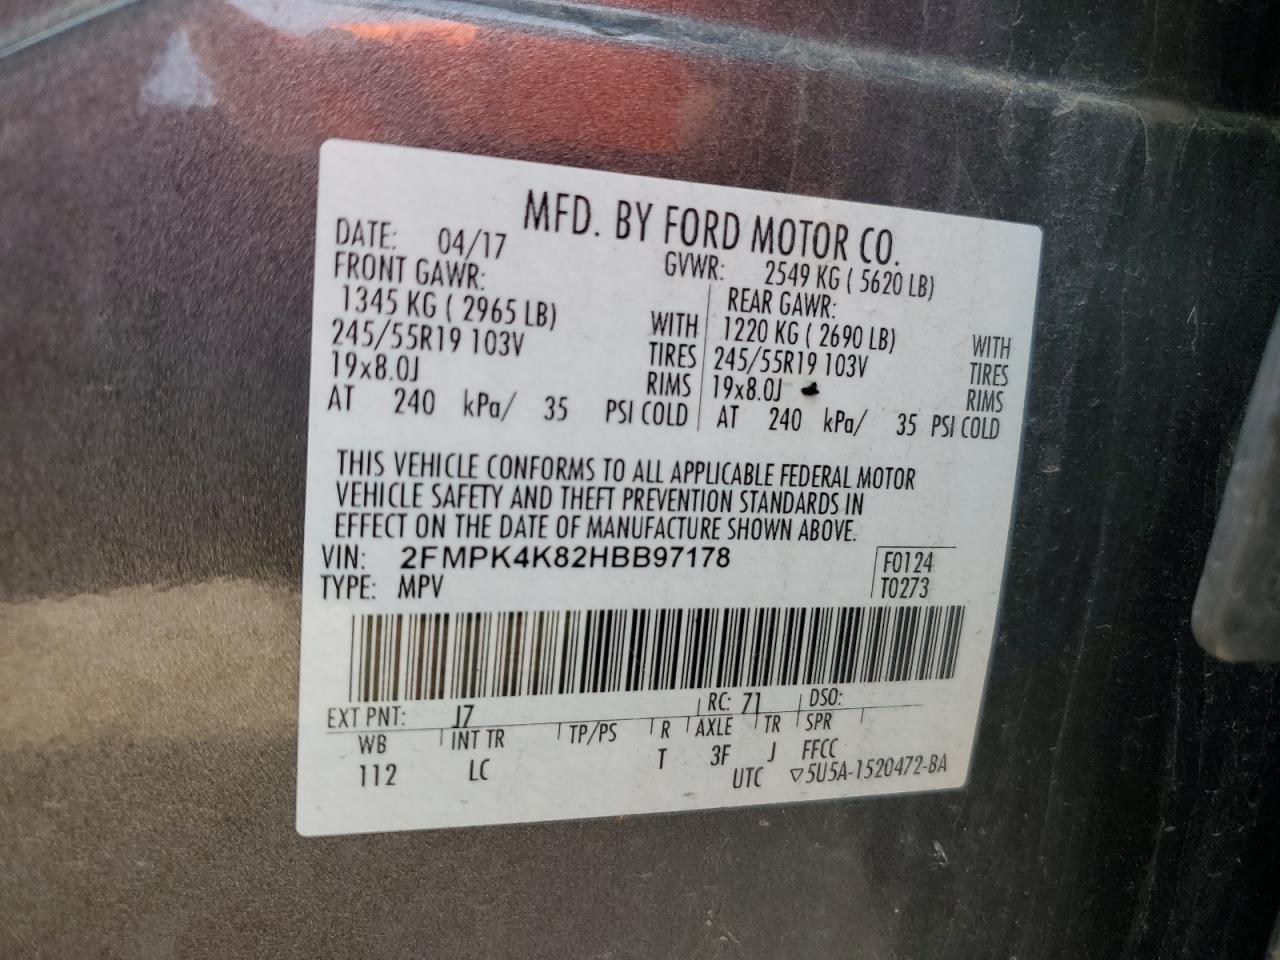 MFD. BY FORD MOTOR CO.
DATE: 04/17 GVWR: 2549 KG ( 5620 LB)
FRONT GAWR: REAR GAWR:
1345 KG ( 2965 LB) WITH 1220 KG ( 2690 LB) WITH
245/55R19 103V TIRES 245/55R19 103V TIRES
19x8.0J RIMS 19x8.0J RIMS
AT 240 kPa/ 35 PSI COLD AT 240 kPa/ 35 PSI COLD
THIS VEHICLE CONFORMS TO ALL APPLICABLE FEDERAL MOTOR
VEHICLE SAFETY AND THEFT PREVENTION STANDARDS IN
EFFECT ON THE DATE OF MANUFACTURE SHOWN ABOVE.
VIN: 2FMPK4K82HBB97178 F0124
TYPE: MPV T0273
EXT PNT: J7 RC: 71 DSO:
WB INT TR TP/PS R AXLE TR SPR
112 LC T 3F J FFCC
UTC ▽5U5A-1520472-BA